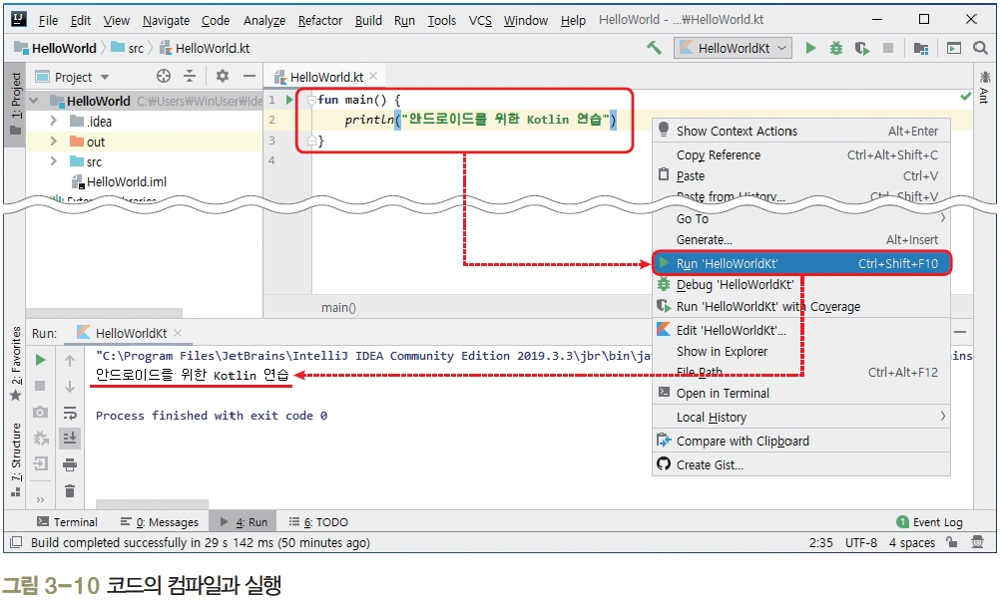 File Edit View Navigate Code Analyze Refactor Build Run Tools VCS Window Help HelloWorld - ...₩HelloWorld.kt
HelloWorld src HelloWorld.kt HelloWorldKt
1: Project
Project
HelloWorld.kt
HelloWorld C:₩Users₩WinUser₩ide
.idea
out
src
HelloWorld.iml
1 fun main() {
2 println("안드로이드를 위한 Kotlin 연습")
3 }
4
Ant
Show Context Actions Alt+Enter
Copy Reference Ctrl+Alt+Shift+C
Paste Ctrl+V
Paste from History... Ctrl+Shift+V
Go To
Generate... Alt+Insert
Run 'HelloWorldKt' Ctrl+Shift+F10
Debug 'HelloWorldKt'
Run 'HelloWorldKt' with Coverage
Edit 'HelloWorldKt'...
Show in Explorer
File Path Ctrl+Alt+F12
Open in Terminal
Local History
Compare with Clipboard
Create Gist...
main()
2: Favorites
7: Structure
Run: HelloWorldKt
"C:\Program Files\JetBrains\IntelliJ IDEA Community Edition 2019.3.3\jbr\bin\ja
안드로이드를 위한 Kotlin 연습
Process finished with exit code 0
Terminal 0: Messages 4: Run 6: TODO 1 Event Log
Build completed successfully in 29 s 142 ms (50 minutes ago) 2:35 UTF-8 4 spaces
그림 3-10 코드의 컴파일과 실행